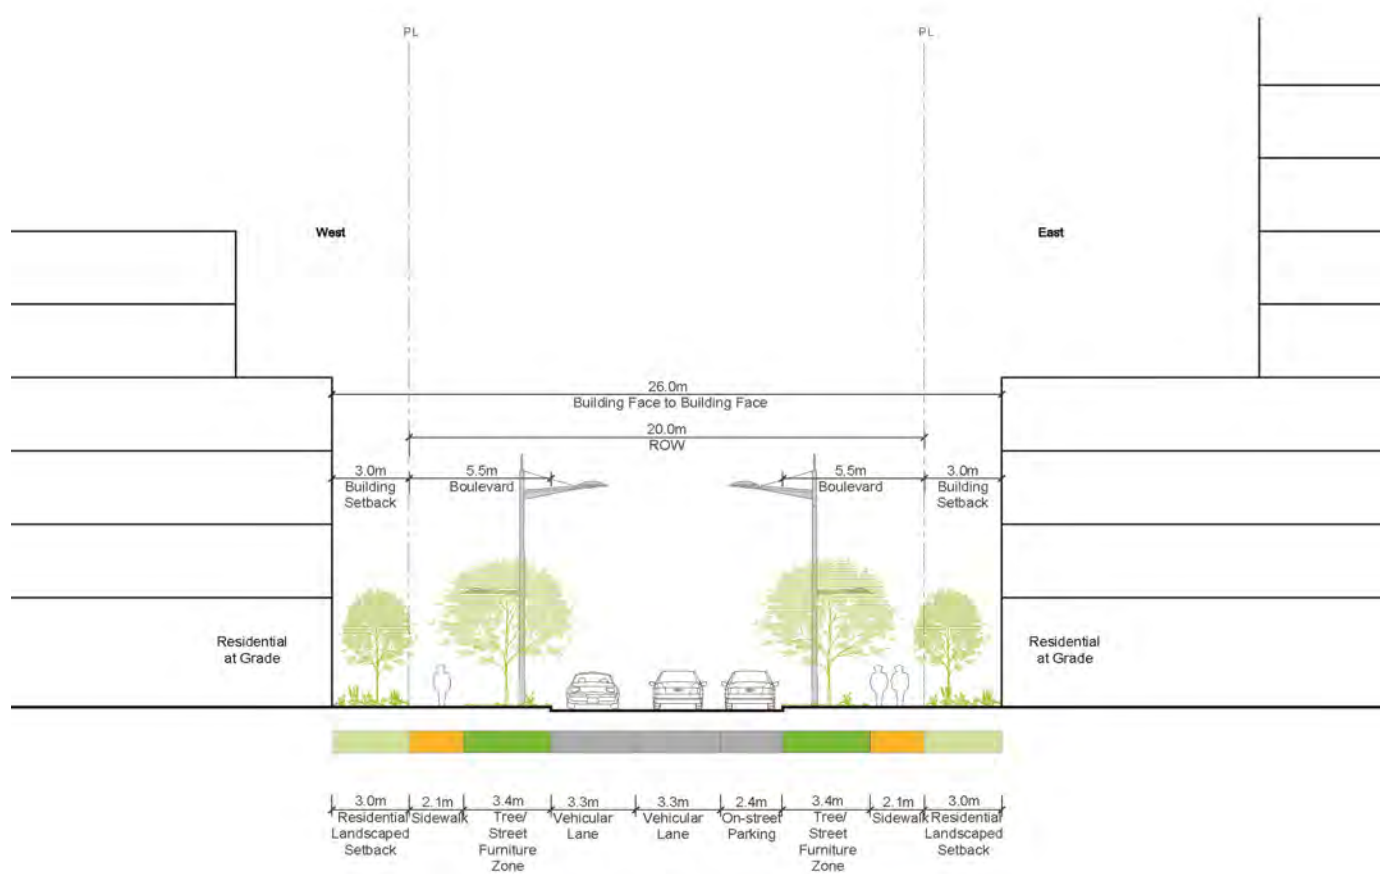 PL
PL
West
East
26.0m
Building Face to Building Face
20.0m
ROW
3.0m
Building
Setback
5.5m
Boulevard
5.5m
Boulevard
3.0m
Building
Setback
Residential
at Grade
Residential
at Grade
3.0m
Residential
Landscaped
Setback
2.1m
Sidewalk
3.4m
Tree/
Street
Furniture
Zone
3.3m
Vehicular
Lane
3.3m
Vehicular
Lane
2.4m
On-street
Parking
3.4m
Tree/
Street
Furniture
Zone
2.1m
Sidewalk
3.0m
Residential
Landscaped
Setback